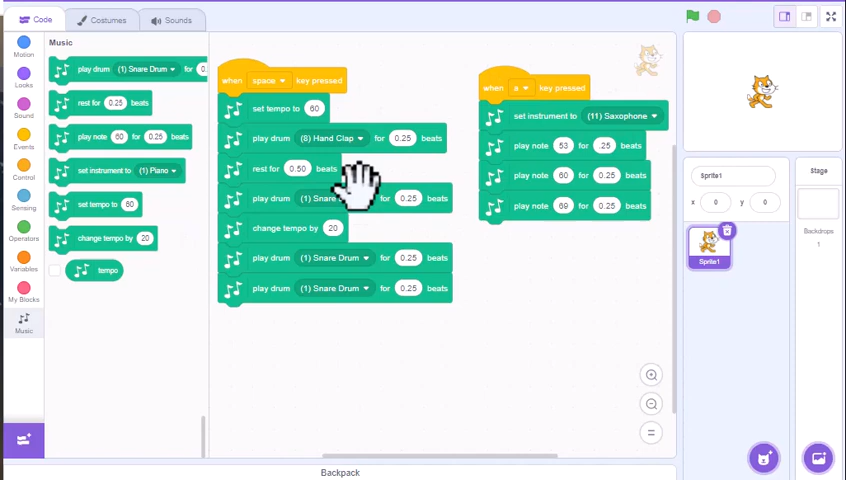 Code
Costumes
Sounds
Motion
Looks
Sound
Events
Control
Sensing
Operators
Variables
My Blocks
Music
Music
play drum (1) Snare Drum for 0.
rest for 0.25 beats
play note 60 for 0.25 beats
set instrument to (1) Piano
set tempo to 60
change tempo by 20
tempo
when space key pressed
set tempo to 60
play drum (8) Hand Clap for 0.25 beats
rest for 0.50 beats
play drum (1) Snare for 0.25 beats
change tempo by 20
play drum (1) Snare Drum for 0.25 beats
play drum (1) Snare Drum for 0.25 beats
when a key pressed
set instrument to (11) Saxophone
play note 53 for .25 beats
play note 60 for 0.25 beats
play note 69 for 0.25 beats
Sprite1
x 0 y 0
Sprite1
Stage
Backdrops
1
Backpack